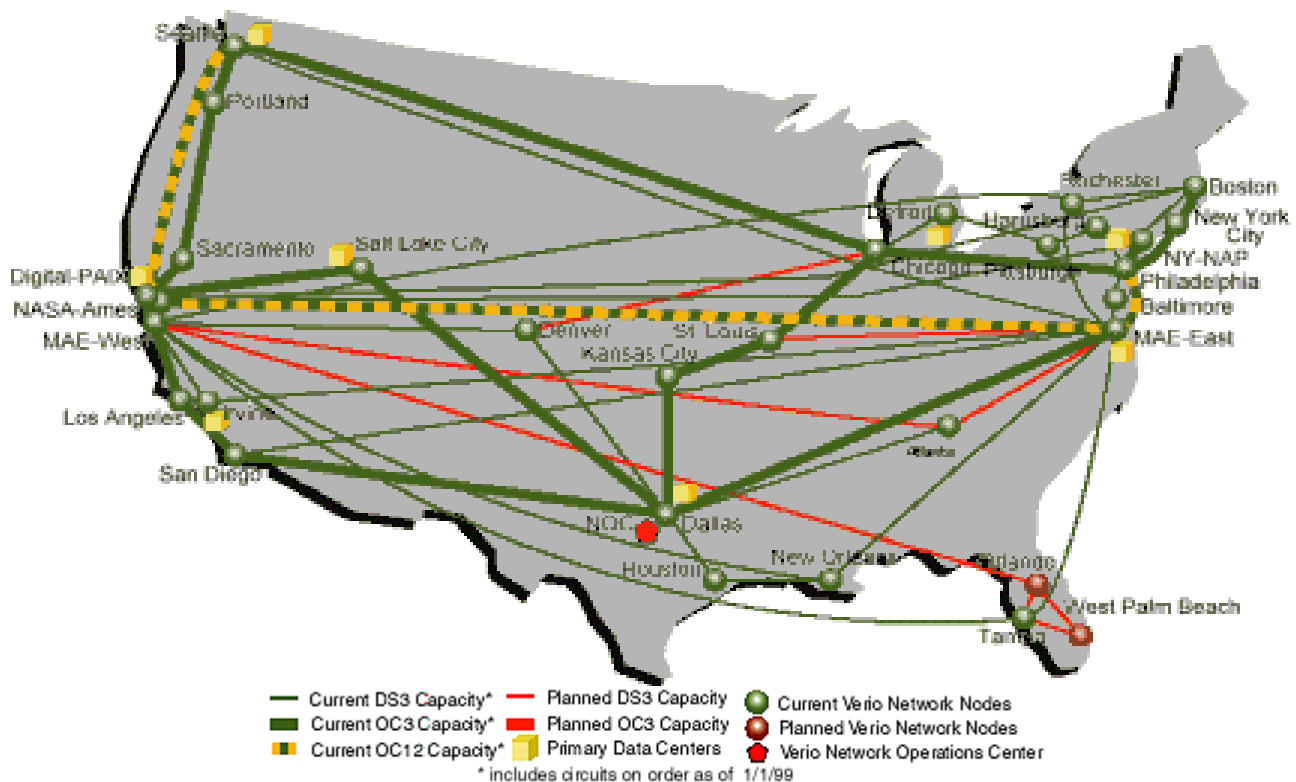 Seattle
Portland
Sacramento
Salt Lake City
Digital-PAIX
NASA-Ames
MAE-West
Los Angeles
Irvine
San Diego
Denver
St Louis
Kansas City
NOC
Dallas
Houston
New Orleans
Atlanta
Orlando
West Palm Beach
Tampa
Detroit
Chicago
Rochester
Harrisburg
Pittsburgh
Boston
New York
City
NY-NAP
Philadelphia
Baltimore
MAE-East
Current DS3 Capacity*
Planned DS3 Capacity
Current Verio Network Nodes
Current OC3 Capacity*
Planned OC3 Capacity
Planned Verio Network Nodes
Current OC12 Capacity*
Primary Data Centers
Verio Network Operations Center
* includes circuits on order as of 1/1/99